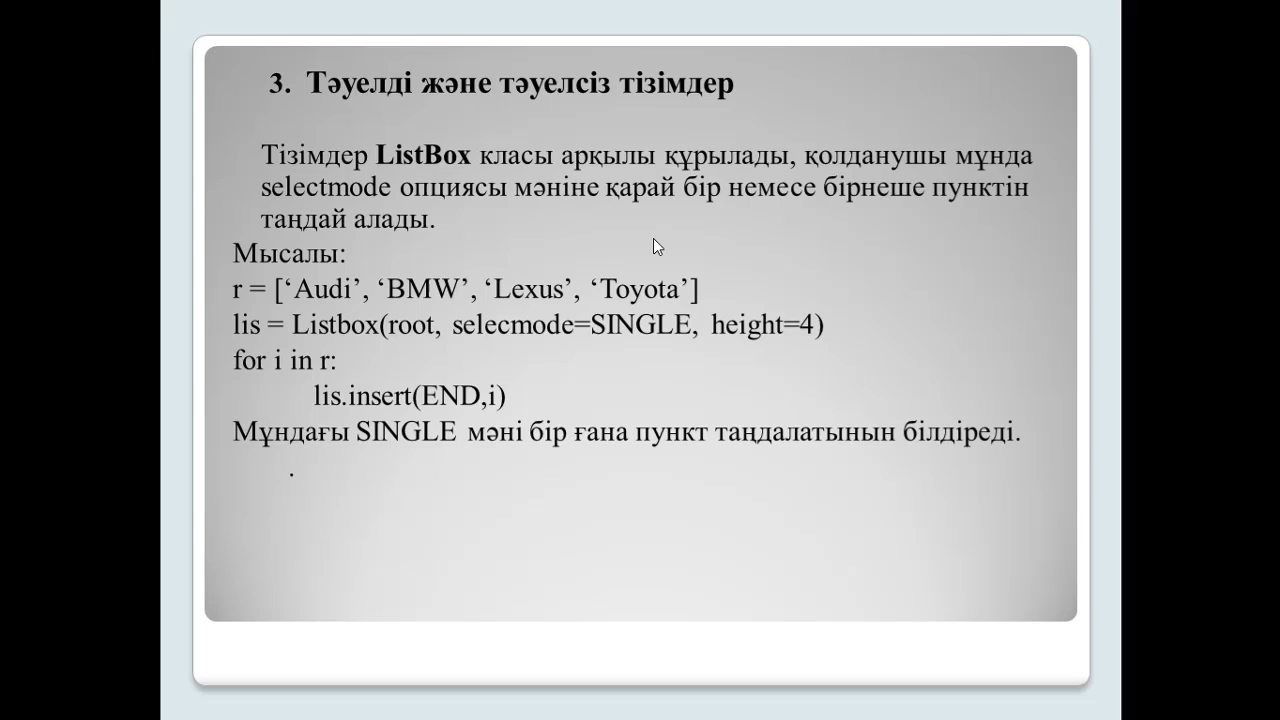 3. Тәуелді және тәуелсіз тізімдер
Тізімдер ListBox класы арқылы құрылады, қолданушы мұнда
selectmode опциясы мәніне қарай бір немесе бірнеше пунктін
таңдай алады.
Мысалы:
r = [‘Audi’, ‘BMW’, ‘Lexus’, ‘Toyota’]
lis = Listbox(root, selecmode=SINGLE, height=4)
for i in r:
lis.insert(END,i)
Мұндағы SINGLE мәні бір ғана пункт таңдалатынын білдіреді.
.